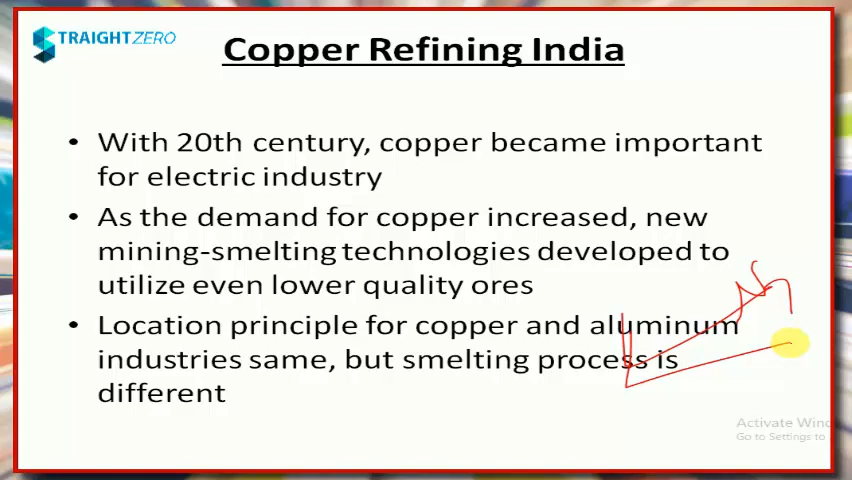 STRAIGHTZERO
Copper Refining India
• With 20th century, copper became important
for electric industry
• As the demand for copper increased, new
mining-smelting technologies developed to
utilize even lower quality ores
• Location principle for copper and aluminum
industries same, but smelting process is
different
Activate Wind
Go to Settings to